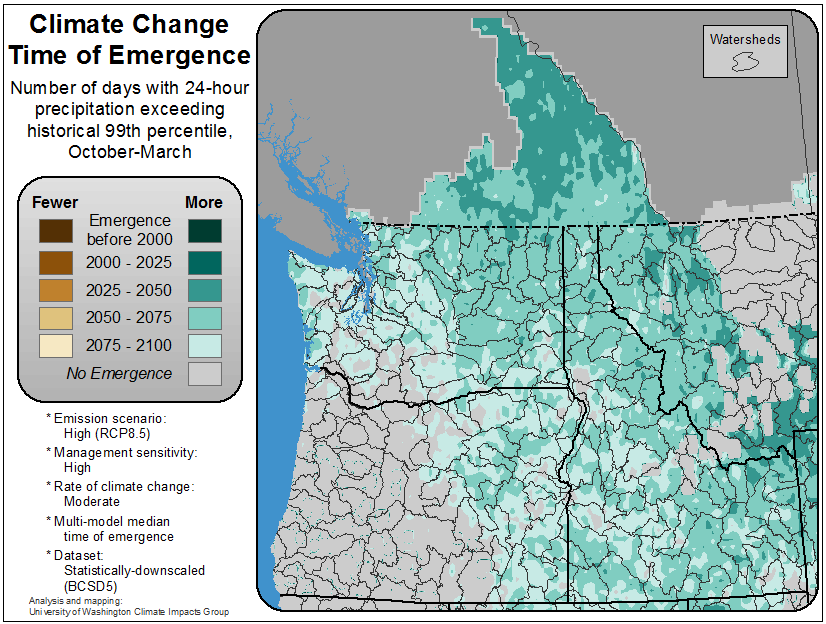 Climate Change
Time of Emergence
Number of days with 24-hour
precipitation exceeding
historical 99th percentile,
October-March
Fewer More
Emergence
before 2000
2000 - 2025
2025 - 2050
2050 - 2075
2075 - 2100
No Emergence
* Emission scenario:
High (RCP8.5)
* Management sensitivity:
High
* Rate of climate change:
Moderate
* Multi-model median
time of emergence
* Dataset:
Statistically-downscaled
(BCSD5)
Analysis and mapping:
University of Washington Climate Impacts Group
Watersheds